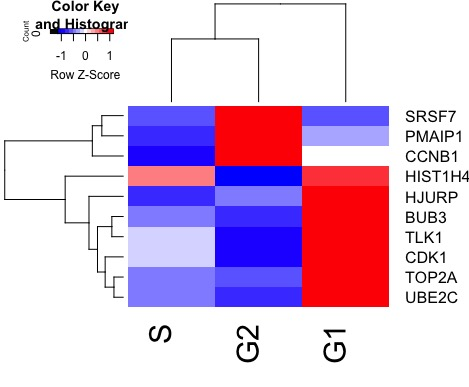 Color Key
and Histogran
Count
0
-1 0 1
Row Z-Score
SRSF7
PMAIP1
CCNB1
HIST1H4
HJURP
BUB3
TLK1
CDK1
TOP2A
UBE2C
S G2 G1